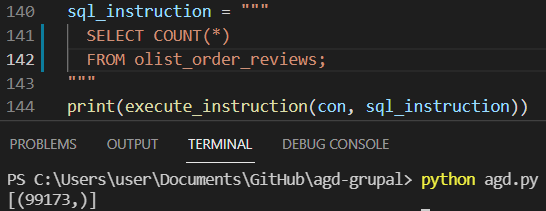 140 sql_instruction = """
141 SELECT COUNT(*)
142 FROM olist_order_reviews;
143 """
144 print(execute_instruction(con, sql_instruction))
PROBLEMS OUTPUT TERMINAL DEBUG CONSOLE
PS C:\Users\user\Documents\GitHub\agd-grupal> python agd.py
[(99173,)]